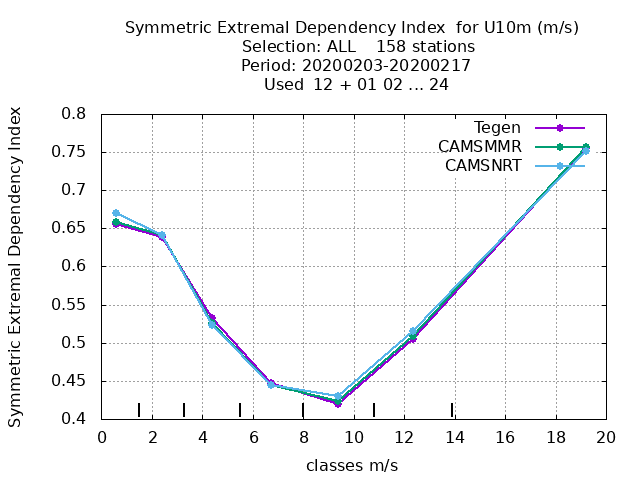 Symmetric Extremal Dependency Index  for U10m (m/s)
Selection: ALL    158 stations
Period: 20200203-20200217
Used  12 + 01 02 ... 24
Symmetric Extremal Dependency Index
0.8
0.75
0.7
0.65
0.6
0.55
0.5
0.45
0.4
Tegen
CAMSMMR
CAMSNRT
0 2 4 6 8 10 12 14 16 18 20
classes m/s